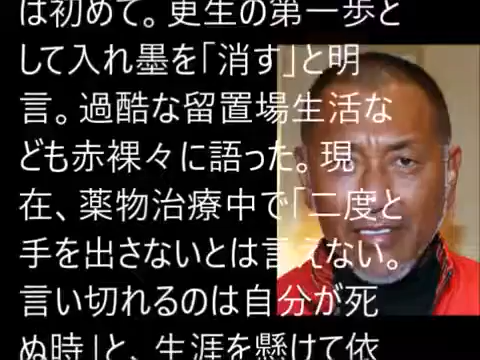 は初めて。更生の第一歩と
して入れ墨を「消す」と明
言。過酷な留置場生活な
ども赤裸々に語った。現
在、薬物治療中で「二度と
手を出さないとは言えない。
言い切れるのは自分が死
ぬ時」と、生涯を懸けて依